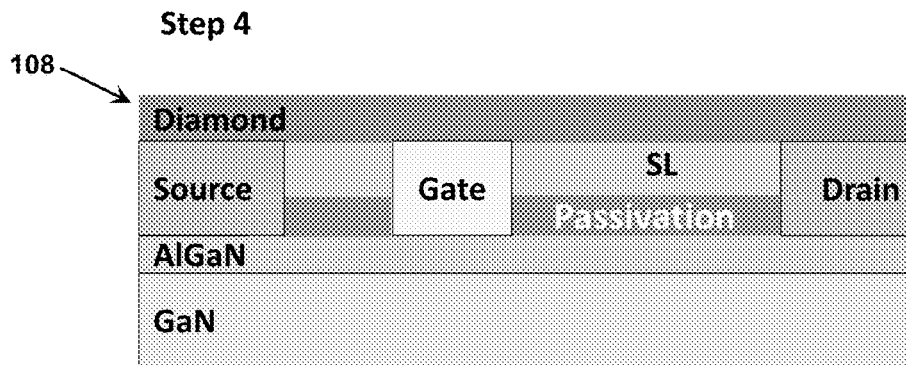 Step 4
108
Diamond
Source
Gate
SL
Drain
Passivation
AlGaN
GaN